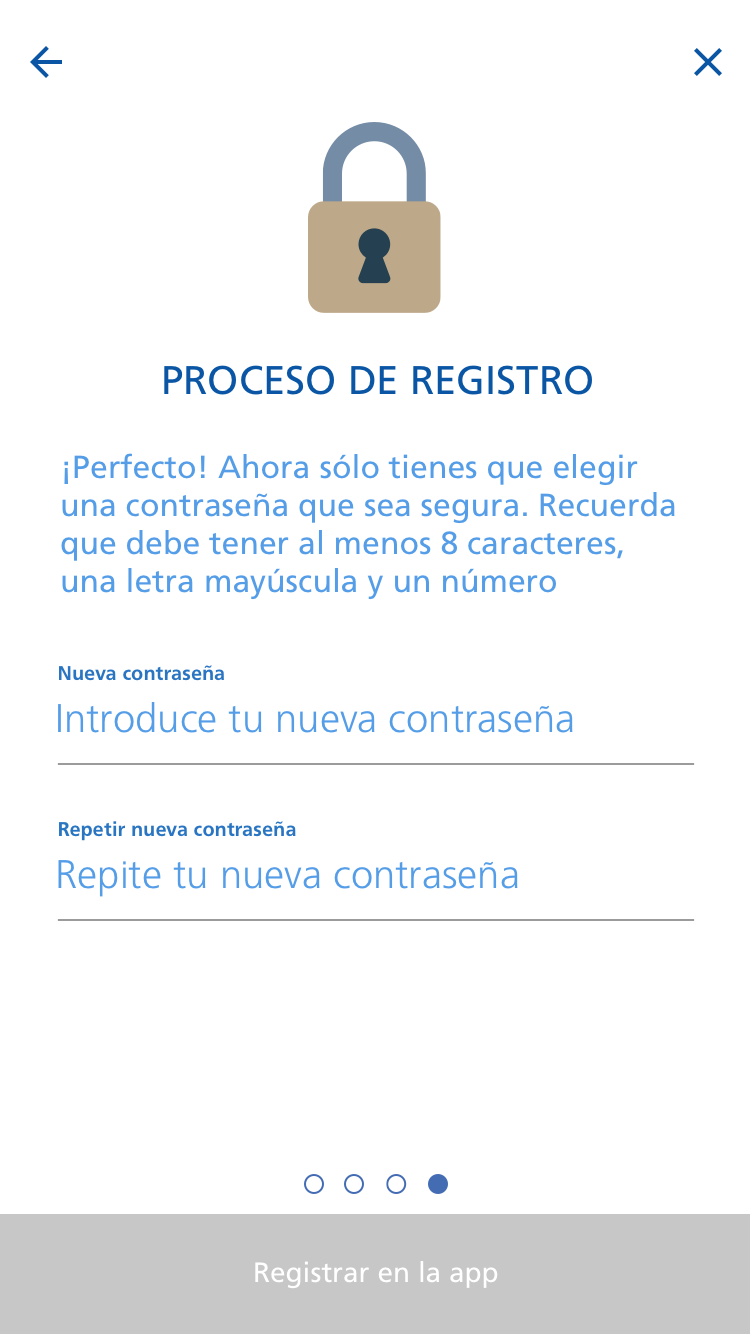 PROCESO DE REGISTRO
¡Perfecto! Ahora sólo tienes que elegir
una contraseña que sea segura. Recuerda
que debe tener al menos 8 caracteres,
una letra mayúscula y un número
Nueva contraseña
Introduce tu nueva contraseña
Repetir nueva contraseña
Repite tu nueva contraseña
Registrar en la app